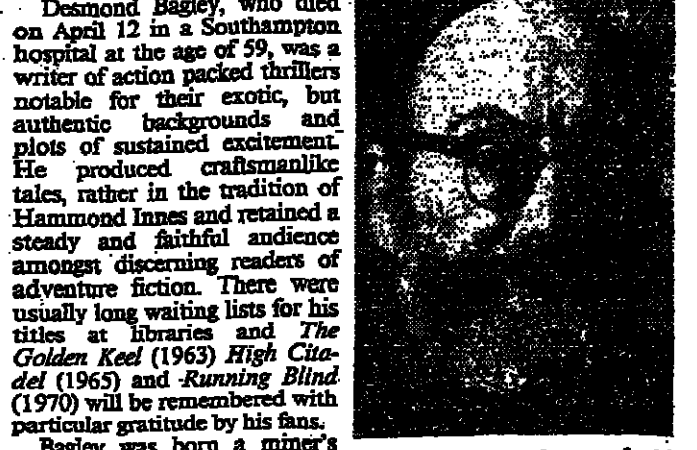 Desmond Bagley, who died
on April 12 in a Southampton
hospital at the age of 59, was a
writer of action packed thrillers
notable for their exotic, but
authentic backgrounds and
plots of sustained excitement.
He produced craftsmanlike
tales, rather in the tradition of
Hammond Innes and retained a
steady and faithful audience
amongst discerning readers of
adventure fiction. There were
usually long waiting lists for his
titles at libraries and The
Golden Keel (1963) High Cita-
del (1965) and Running Blind
(1970) will be remembered with
particular gratitude by his fans.
Bagley was born a miner's